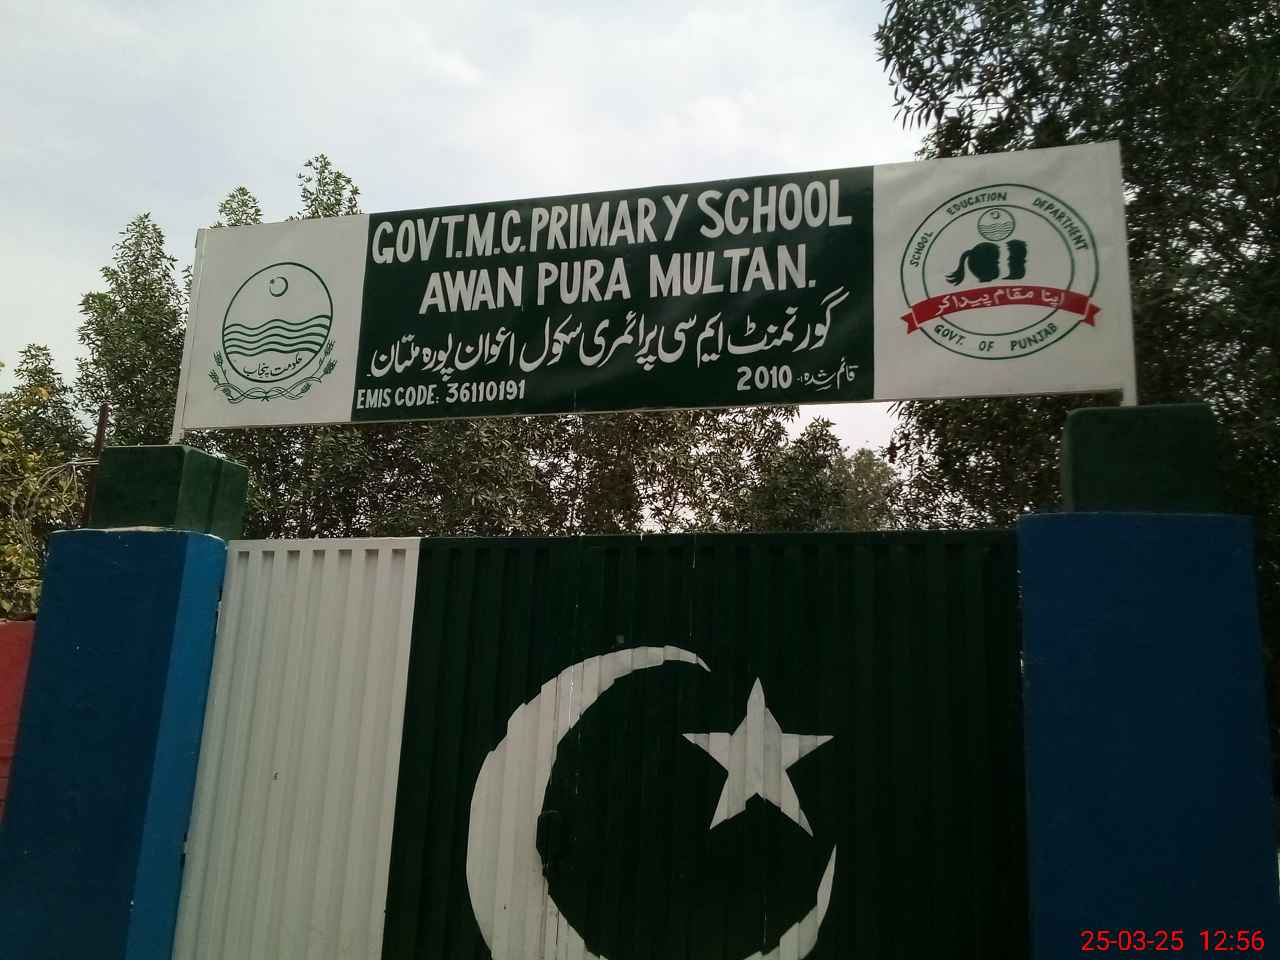 GOVT.M.C.PRIMARY SCHOOL
AWAN PURA MULTAN.
گورنمنٹ ایم سی پرائمری سکول اعوان پورہ ملتان
EMIS CODE: 36110191
قائم شدہ: 2010
حکومت پنجاب
SCHOOL EDUCATION DEPARTMENT
اپنا مقام پیدا کر
GOVT. OF PUNJAB
25-03-25 12:56